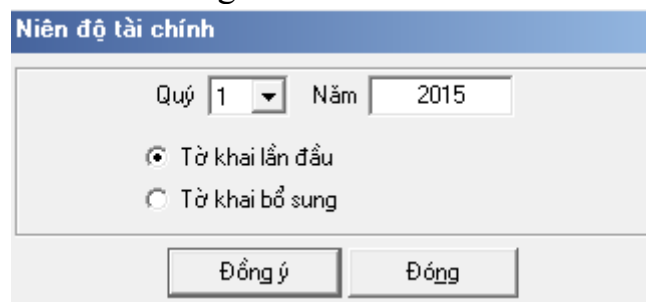 Niên độ tài chính
Quý 1 Năm 2015
Tờ khai lần đầu
Tờ khai bổ sung
Đồng ý Đóng